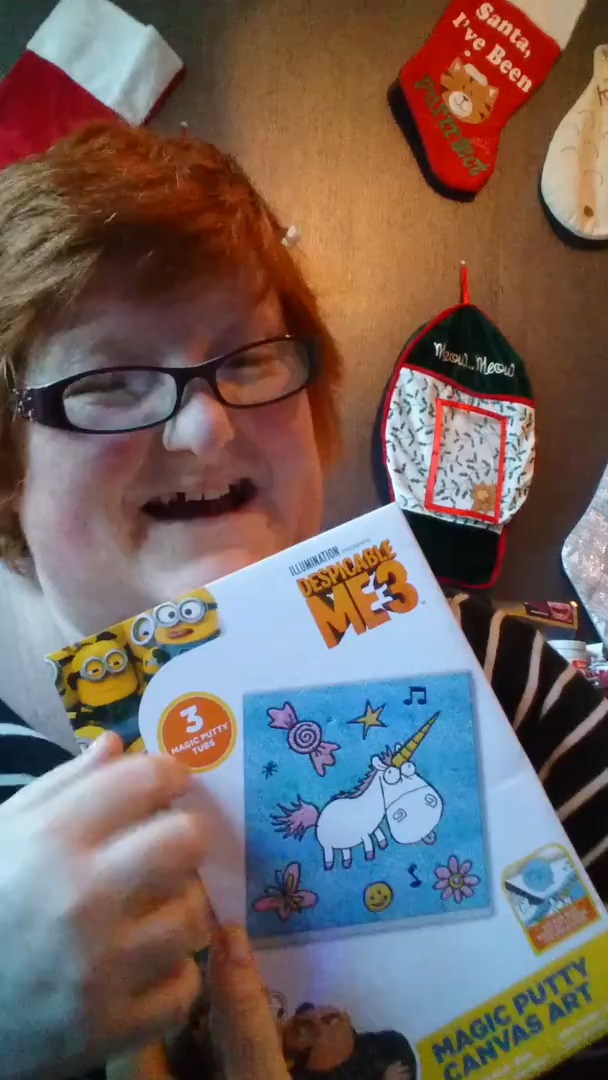 Santa,
I've Been
Meow... Meow
ILLUMINATION PRESENTS
DESPICABLE
ME 3
3
MAGIC PUTTY
TUBS
MAGIC PUTTY
CANVAS ART